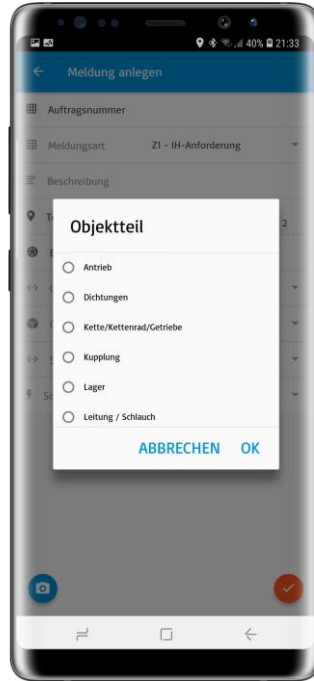 40% 21:33
Meldung anlegen
Auftragsnummer
Meldungsart Z1 - IH-Anforderung
Beschreibung
T
2
Objektteil
Antrieb
Dichtungen
Kette/Kettenrad/Getriebe
Kupplung
Lager
Leitung / Schlauch
ABBRECHEN OK